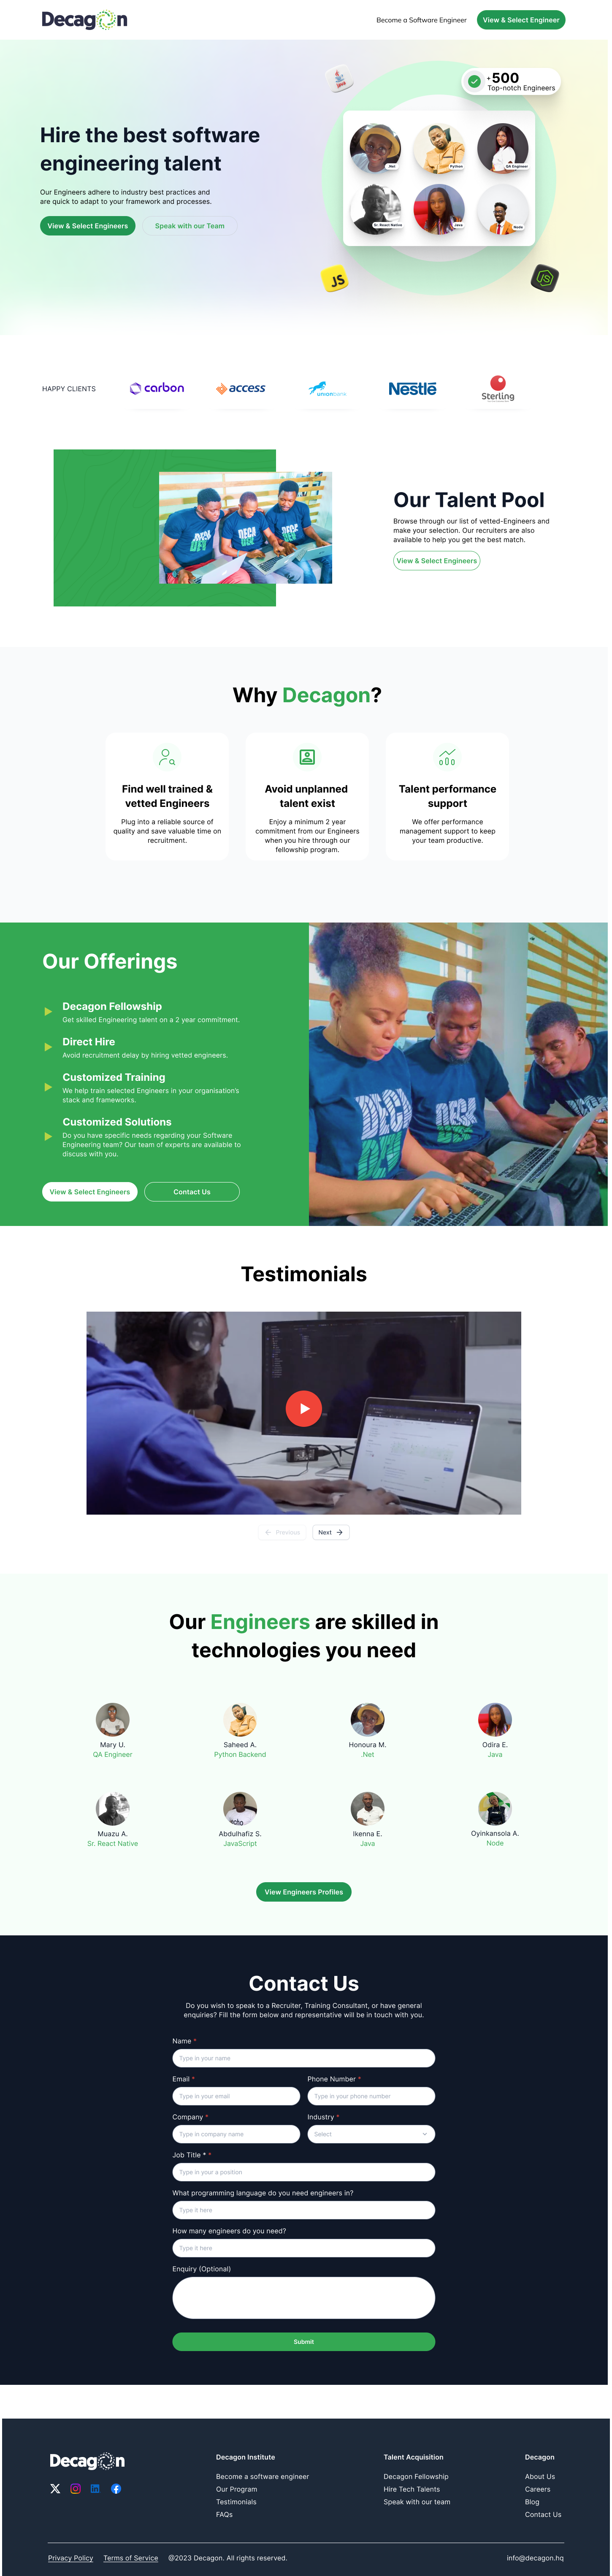 Decagon
Become a Software Engineer
View & Select Engineer
+500
Top-notch Engineers
Java
Hire the best software
engineering talent
Our Engineers adhere to industry best practices and
are quick to adapt to your framework and processes.
View & Select Engineers
Speak with our Team
.Net
Python
QA Engineer
Sr. React Native
Java
Node
JS
JS
HAPPY CLIENTS
carbon
access
unionbank
Nestlé
Sterling
Our Talent Pool
Browse through our list of vetted-Engineers and
make your selection. Our recruiters are also
available to help you get the best match.
View & Select Engineers
Why Decagon?
Find well trained &
vetted Engineers
Plug into a reliable source of
quality and save valuable time on
recruitment.
Avoid unplanned
talent exist
Enjoy a minimum 2 year
commitment from our Engineers
when you hire through our
fellowship program.
Talent performance
support
We offer performance
management support to keep
your team productive.
Our Offerings
Decagon Fellowship
Get skilled Engineering talent on a 2 year commitment.
Direct Hire
Avoid recruitment delay by hiring vetted engineers.
Customized Training
We help train selected Engineers in your organisation's
stack and frameworks.
Customized Solutions
Do you have specific needs regarding your Software
Engineering team? Our team of experts are available to
discuss with you.
View & Select Engineers
Contact Us
Testimonials
Previous
Next
Our Engineers are skilled in
technologies you need
Mary U.
QA Engineer
Saheed A.
Python Backend
Honoura M.
.Net
Odira E.
Java
Muazu A.
Sr. React Native
Abdulhafiz S.
JavaScript
Ikenna E.
Java
Oyinkansola A.
Node
View Engineers Profiles
Contact Us
Do you wish to speak to a Recruiter, Training Consultant, or have general
enquiries? Fill the form below and representative will be in touch with you.
Name *
Type in your name
Email *
Type in your email
Phone Number *
Type in your phone number
Company *
Type in company name
Industry *
Select
Job Title * *
Type in your a position
What programming language do you need engineers in?
Type it here
How many engineers do you need?
Type it here
Enquiry (Optional)
Submit
Decagon
Decagon Institute
Become a software engineer
Our Program
Testimonials
FAQs
Talent Acquisition
Decagon Fellowship
Hire Tech Talents
Speak with our team
Decagon
About Us
Careers
Blog
Contact Us
Privacy Policy
Terms of Service
@2023 Decagon. All rights reserved.
info@decagon.hq